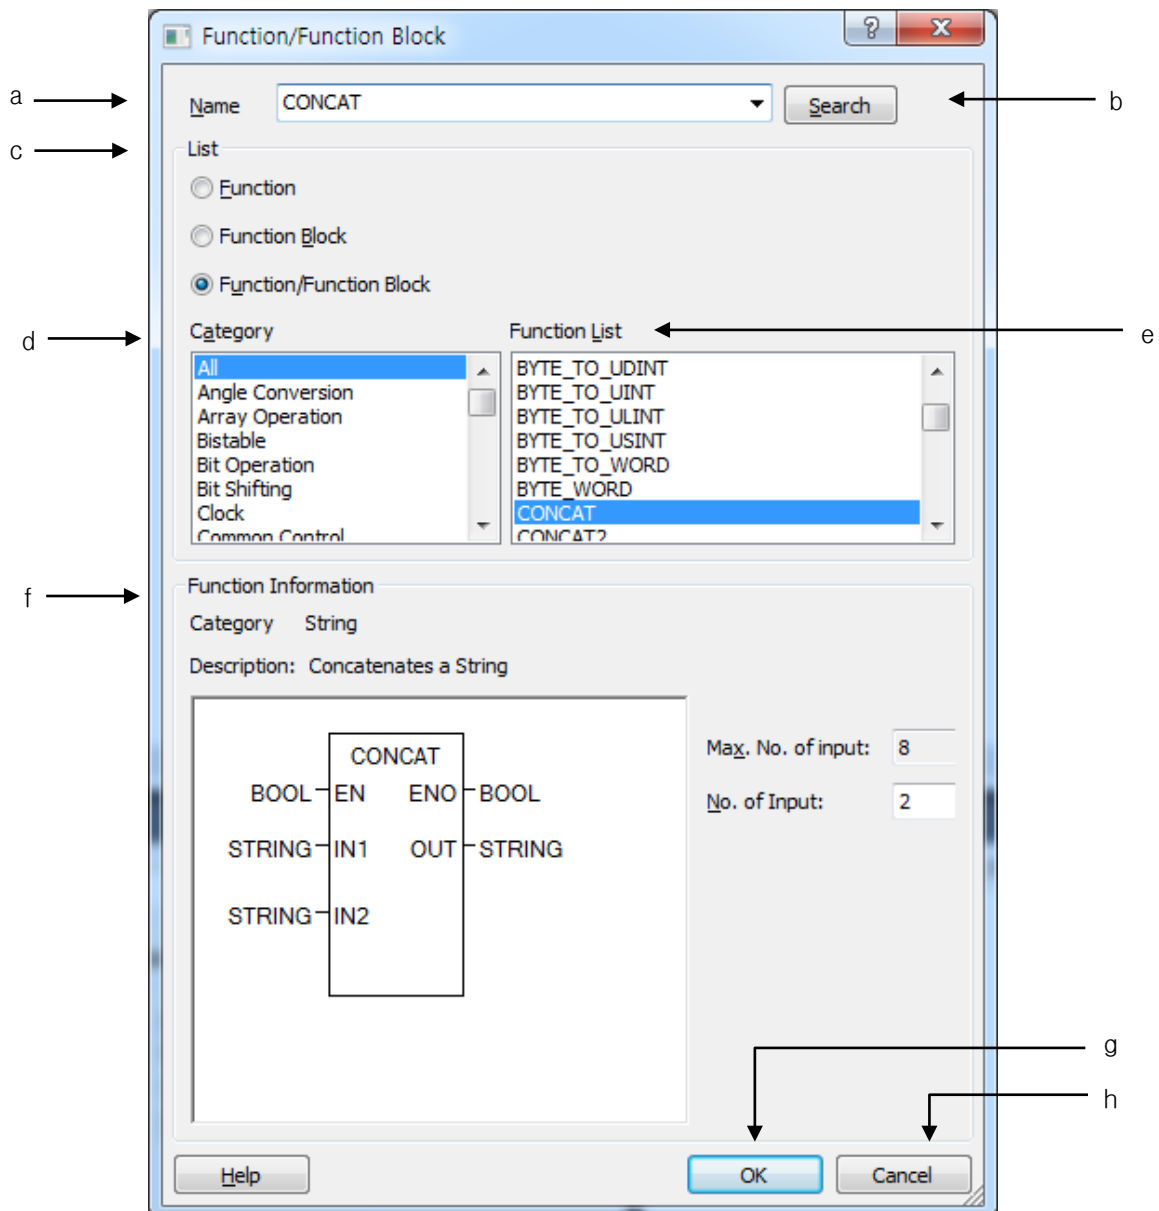 Function/Function Block
a
Name CONCAT Search
b
c
List
Function
Function Block
Function/Function Block
d
Category Function List
e
All
Angle Conversion
Array Operation
Bistable
Bit Operation
Bit Shifting
Clock
Common Control
BYTE_TO_UDINT
BYTE_TO_UINT
BYTE_TO_ULINT
BYTE_TO_USINT
BYTE_TO_WORD
BYTE_WORD
CONCAT
CONCAT2
f
Function Information
Category String
Description: Concatenates a String
CONCAT
BOOL EN ENO BOOL
STRING IN1 OUT STRING
STRING IN2
Max. No. of input: 8
No. of Input: 2
g
h
Help OK Cancel